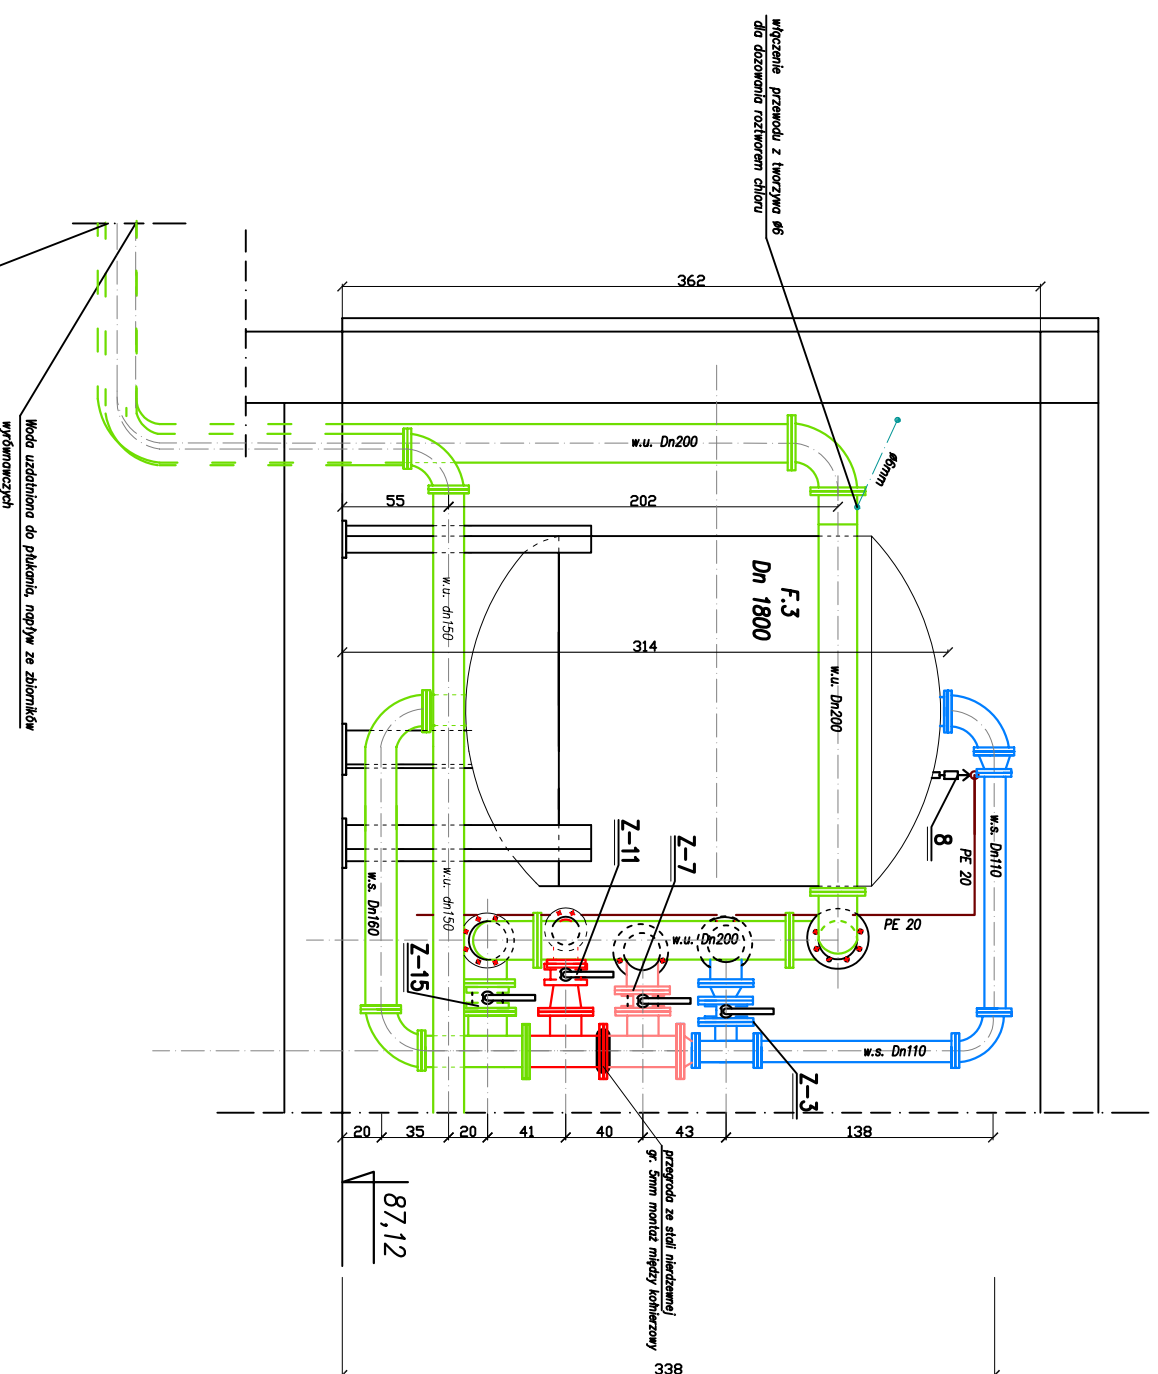 włączenie przewodu z tworzywa ø6
dla dozowania roztworem chloru
362
w.u. Dn200
ø6mm
55
202
F.3
Dn 1800
w.u. dn150
314
w.u. Dn200
Woda uzdatniona do płukania, napływ ze zbiorników
wyrównawczych
8
PE 20
w.s. Dn110
Z-11
Z-7
w.s. Dn160
w.u. dn150
PE 20
w.u. Dn200
Z-15
w.s. Dn110
Z-3
20
35
20
41
40
43
138
przegroda ze stali nierdzewnej
gr. 5mm montaż między kołnierzowy
87,12
338